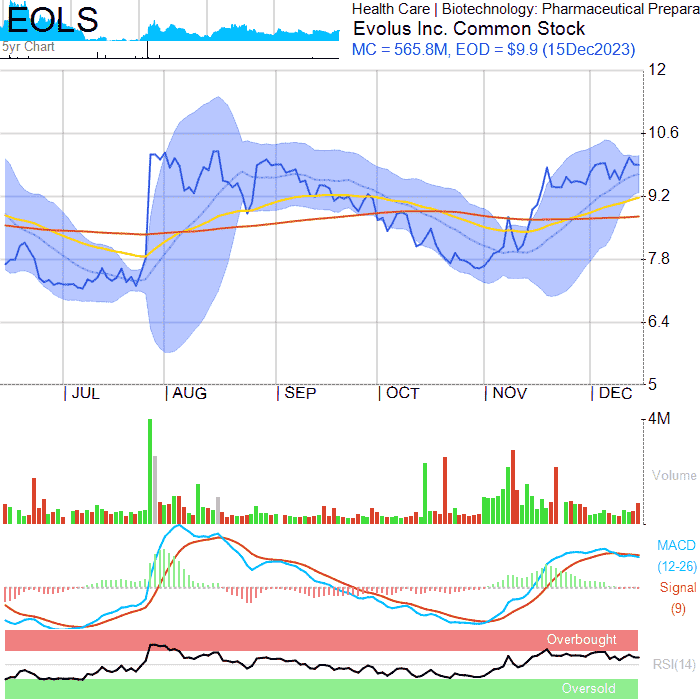 EOLS
5yr Chart
Health Care | Biotechnology: Pharmaceutical Prepara
Evolus Inc. Common Stock
MC = 565.8M, EOD = $9.9 (15Dec2023)
12
10.6
9.2
7.8
6.4
5
JUL AUG SEP OCT NOV DEC
4M
Volume
MACD
(12-26)
Signal
(9)
Overbought
RSI(14)
Oversold